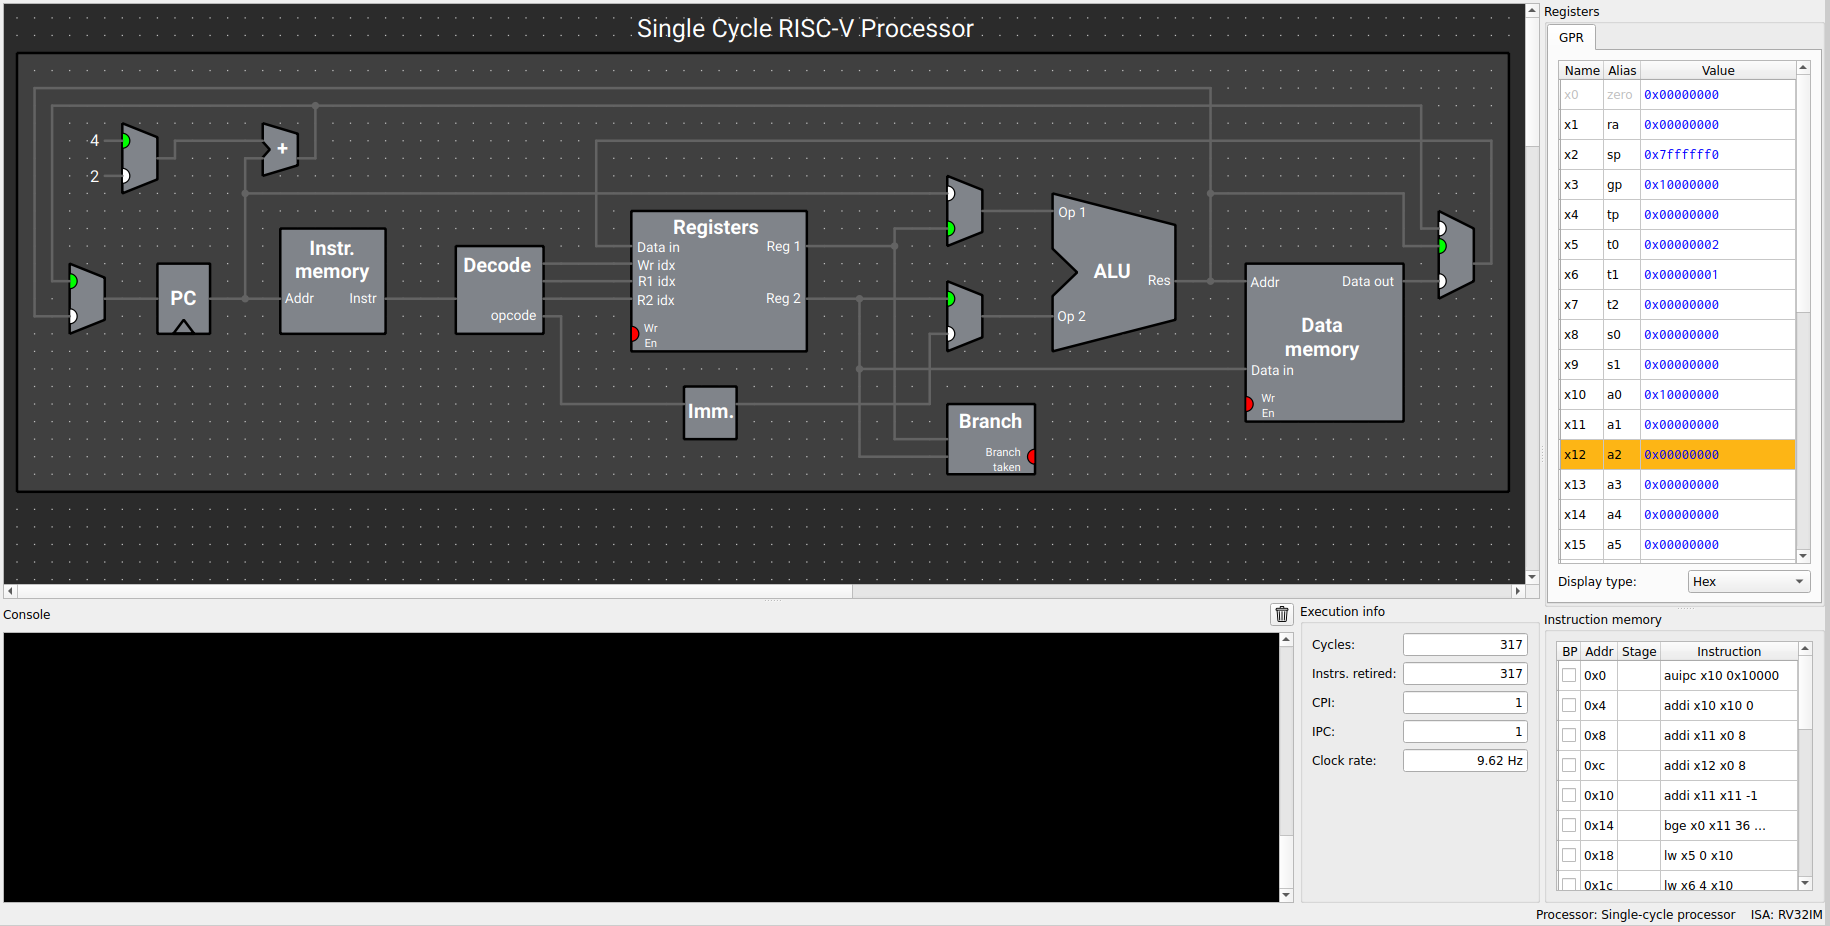 Single Cycle RISC-V Processor
4
2
+
PC
Instr.
memory
Addr
Instr
Decode
opcode
Registers
Data in
Wr idx
R1 idx
R2 idx
Wr
En
Reg 1
Reg 2
Imm.
Op 1
Op 2
ALU
Res
Branch
Branch
taken
Addr
Data out
Data
memory
Data in
Wr
En
Registers
GPR
Name Alias Value
x0 zero 0x00000000
x1 ra 0x00000000
x2 sp 0x7ffffff0
x3 gp 0x10000000
x4 tp 0x00000000
x5 t0 0x00000002
x6 t1 0x00000001
x7 t2 0x00000000
x8 s0 0x00000000
x9 s1 0x00000000
x10 a0 0x10000000
x11 a1 0x00000000
x12 a2 0x00000000
x13 a3 0x00000000
x14 a4 0x00000000
x15 a5 0x00000000
Display type: Hex
Console
Execution info
Cycles: 317
Instrs. retired: 317
CPI: 1
IPC: 1
Clock rate: 9.62 Hz
Instruction memory
BP Addr Stage Instruction
0x0 auipc x10 0x10000
0x4 addi x10 x10 0
0x8 addi x11 x0 8
0xc addi x12 x0 8
0x10 addi x11 x11 -1
0x14 bge x0 x11 36 ...
0x18 lw x5 0 x10
0x1c lw x6 4 x10
Processor: Single-cycle processor ISA: RV32IM